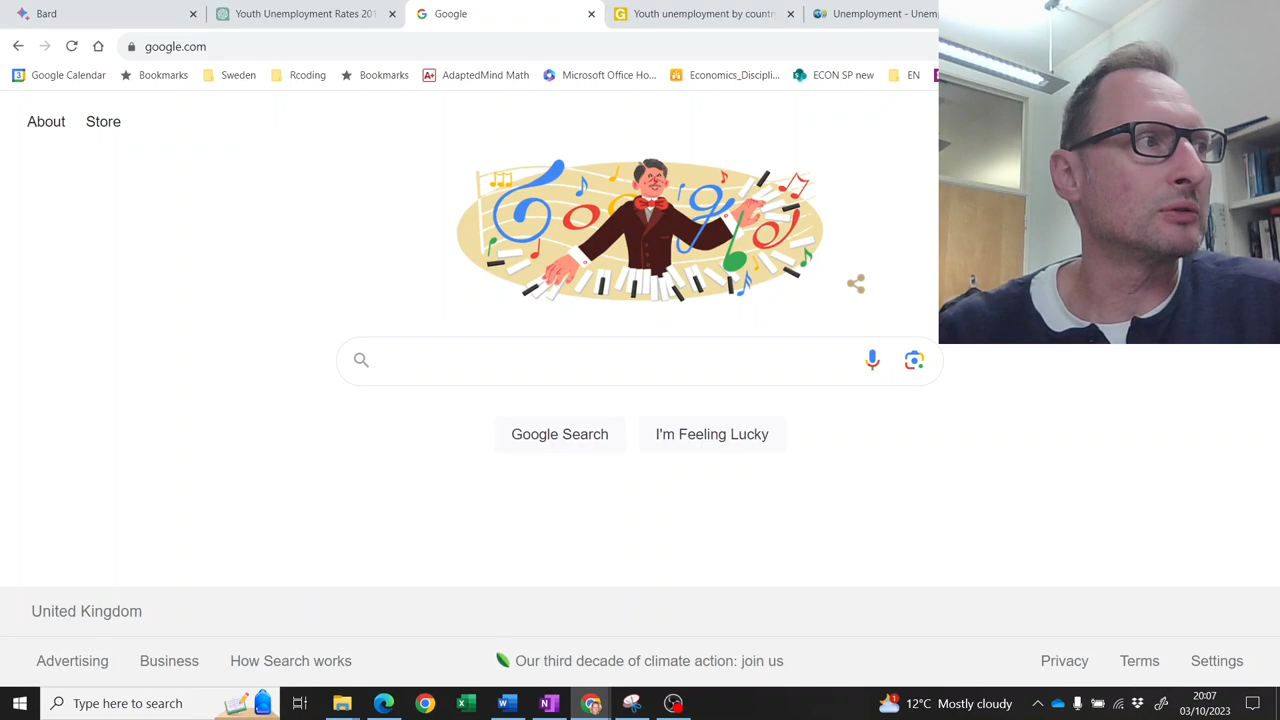 Bard
Youth Unemployment Rates 201
Google
Youth unemployment by countr
Unemployment - Unem
google.com
Google Calendar
Bookmarks
Sweden
Rcoding
Bookmarks
AdaptedMind Math
Microsoft Office Ho...
Economics_Discipli...
ECON SP new
EN
About
Store
Google
Google Search
I'm Feeling Lucky
United Kingdom
Advertising
Business
How Search works
Our third decade of climate action: join us
Privacy
Terms
Settings
Type here to search
12°C Mostly cloudy
20:07
03/10/2023